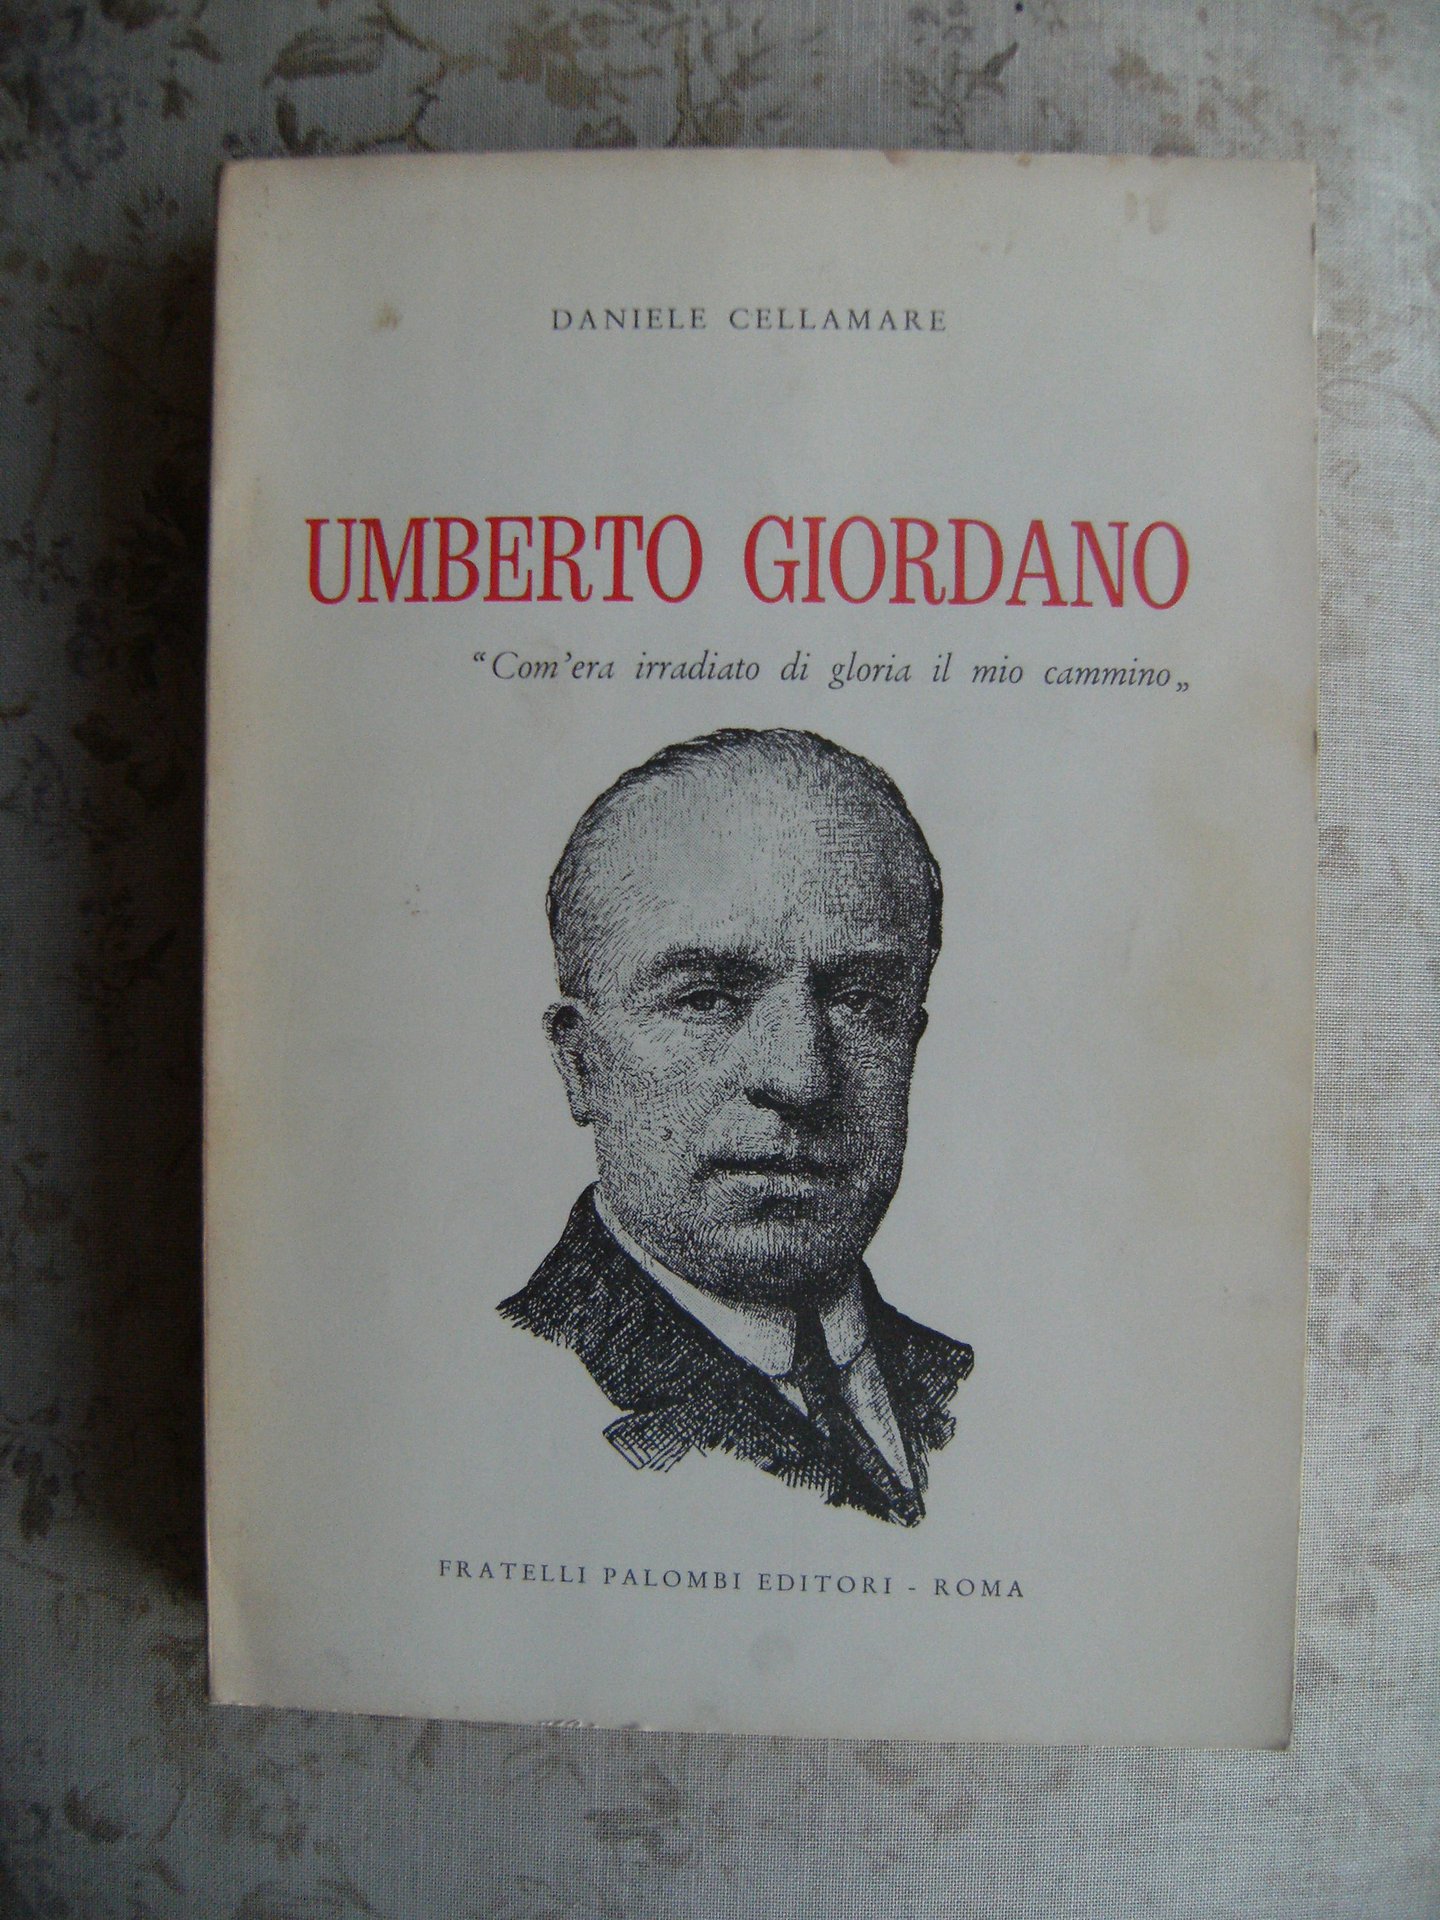 DANIELE CELLAMARE
UMBERTO GIORDANO
“Com’era irradiato di gloria il mio cammino„
FRATELLI PALOMBI EDITORI - ROMA